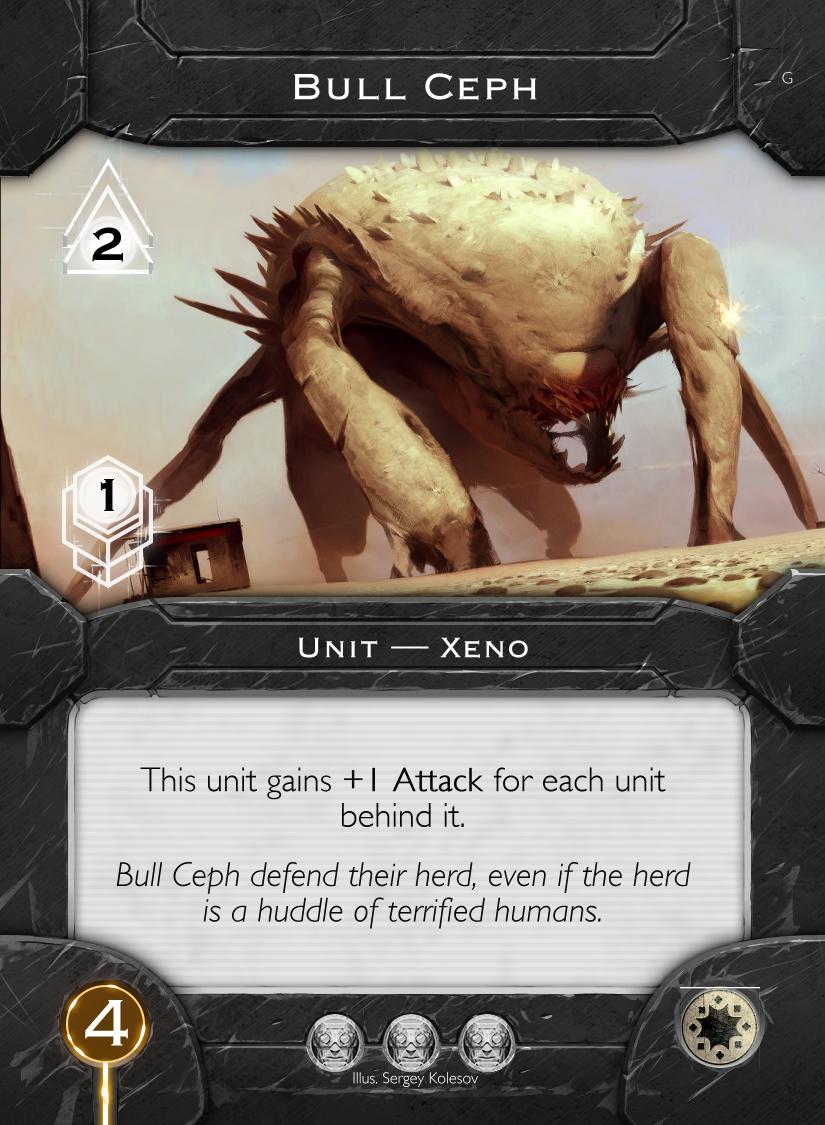 Bull Ceph
G
2
1
Unit — Xeno
This unit gains +1 Attack for each unit
behind it.
Bull Ceph defend their herd, even if the herd
is a huddle of terrified humans.
4
Illus. Sergey Kolesov